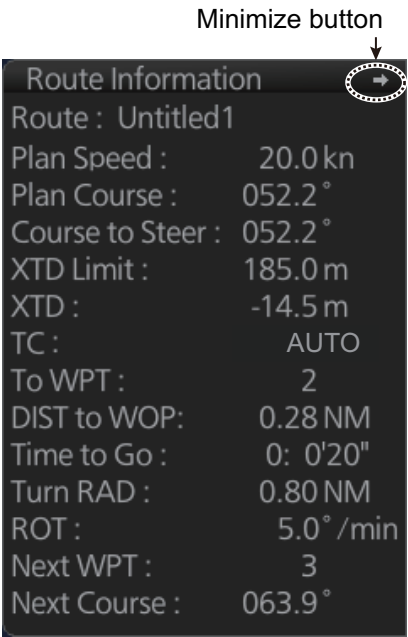 Minimize button
Route Information
Route : Untitled1
Plan Speed : 20.0 kn
Plan Course : 052.2°
Course to Steer : 052.2°
XTD Limit : 185.0 m
XTD : -14.5 m
TC : AUTO
To WPT : 2
DIST to WOP: 0.28 NM
Time to Go : 0: 0'20"
Turn RAD : 0.80 NM
ROT : 5.0°/min
Next WPT : 3
Next Course : 063.9°